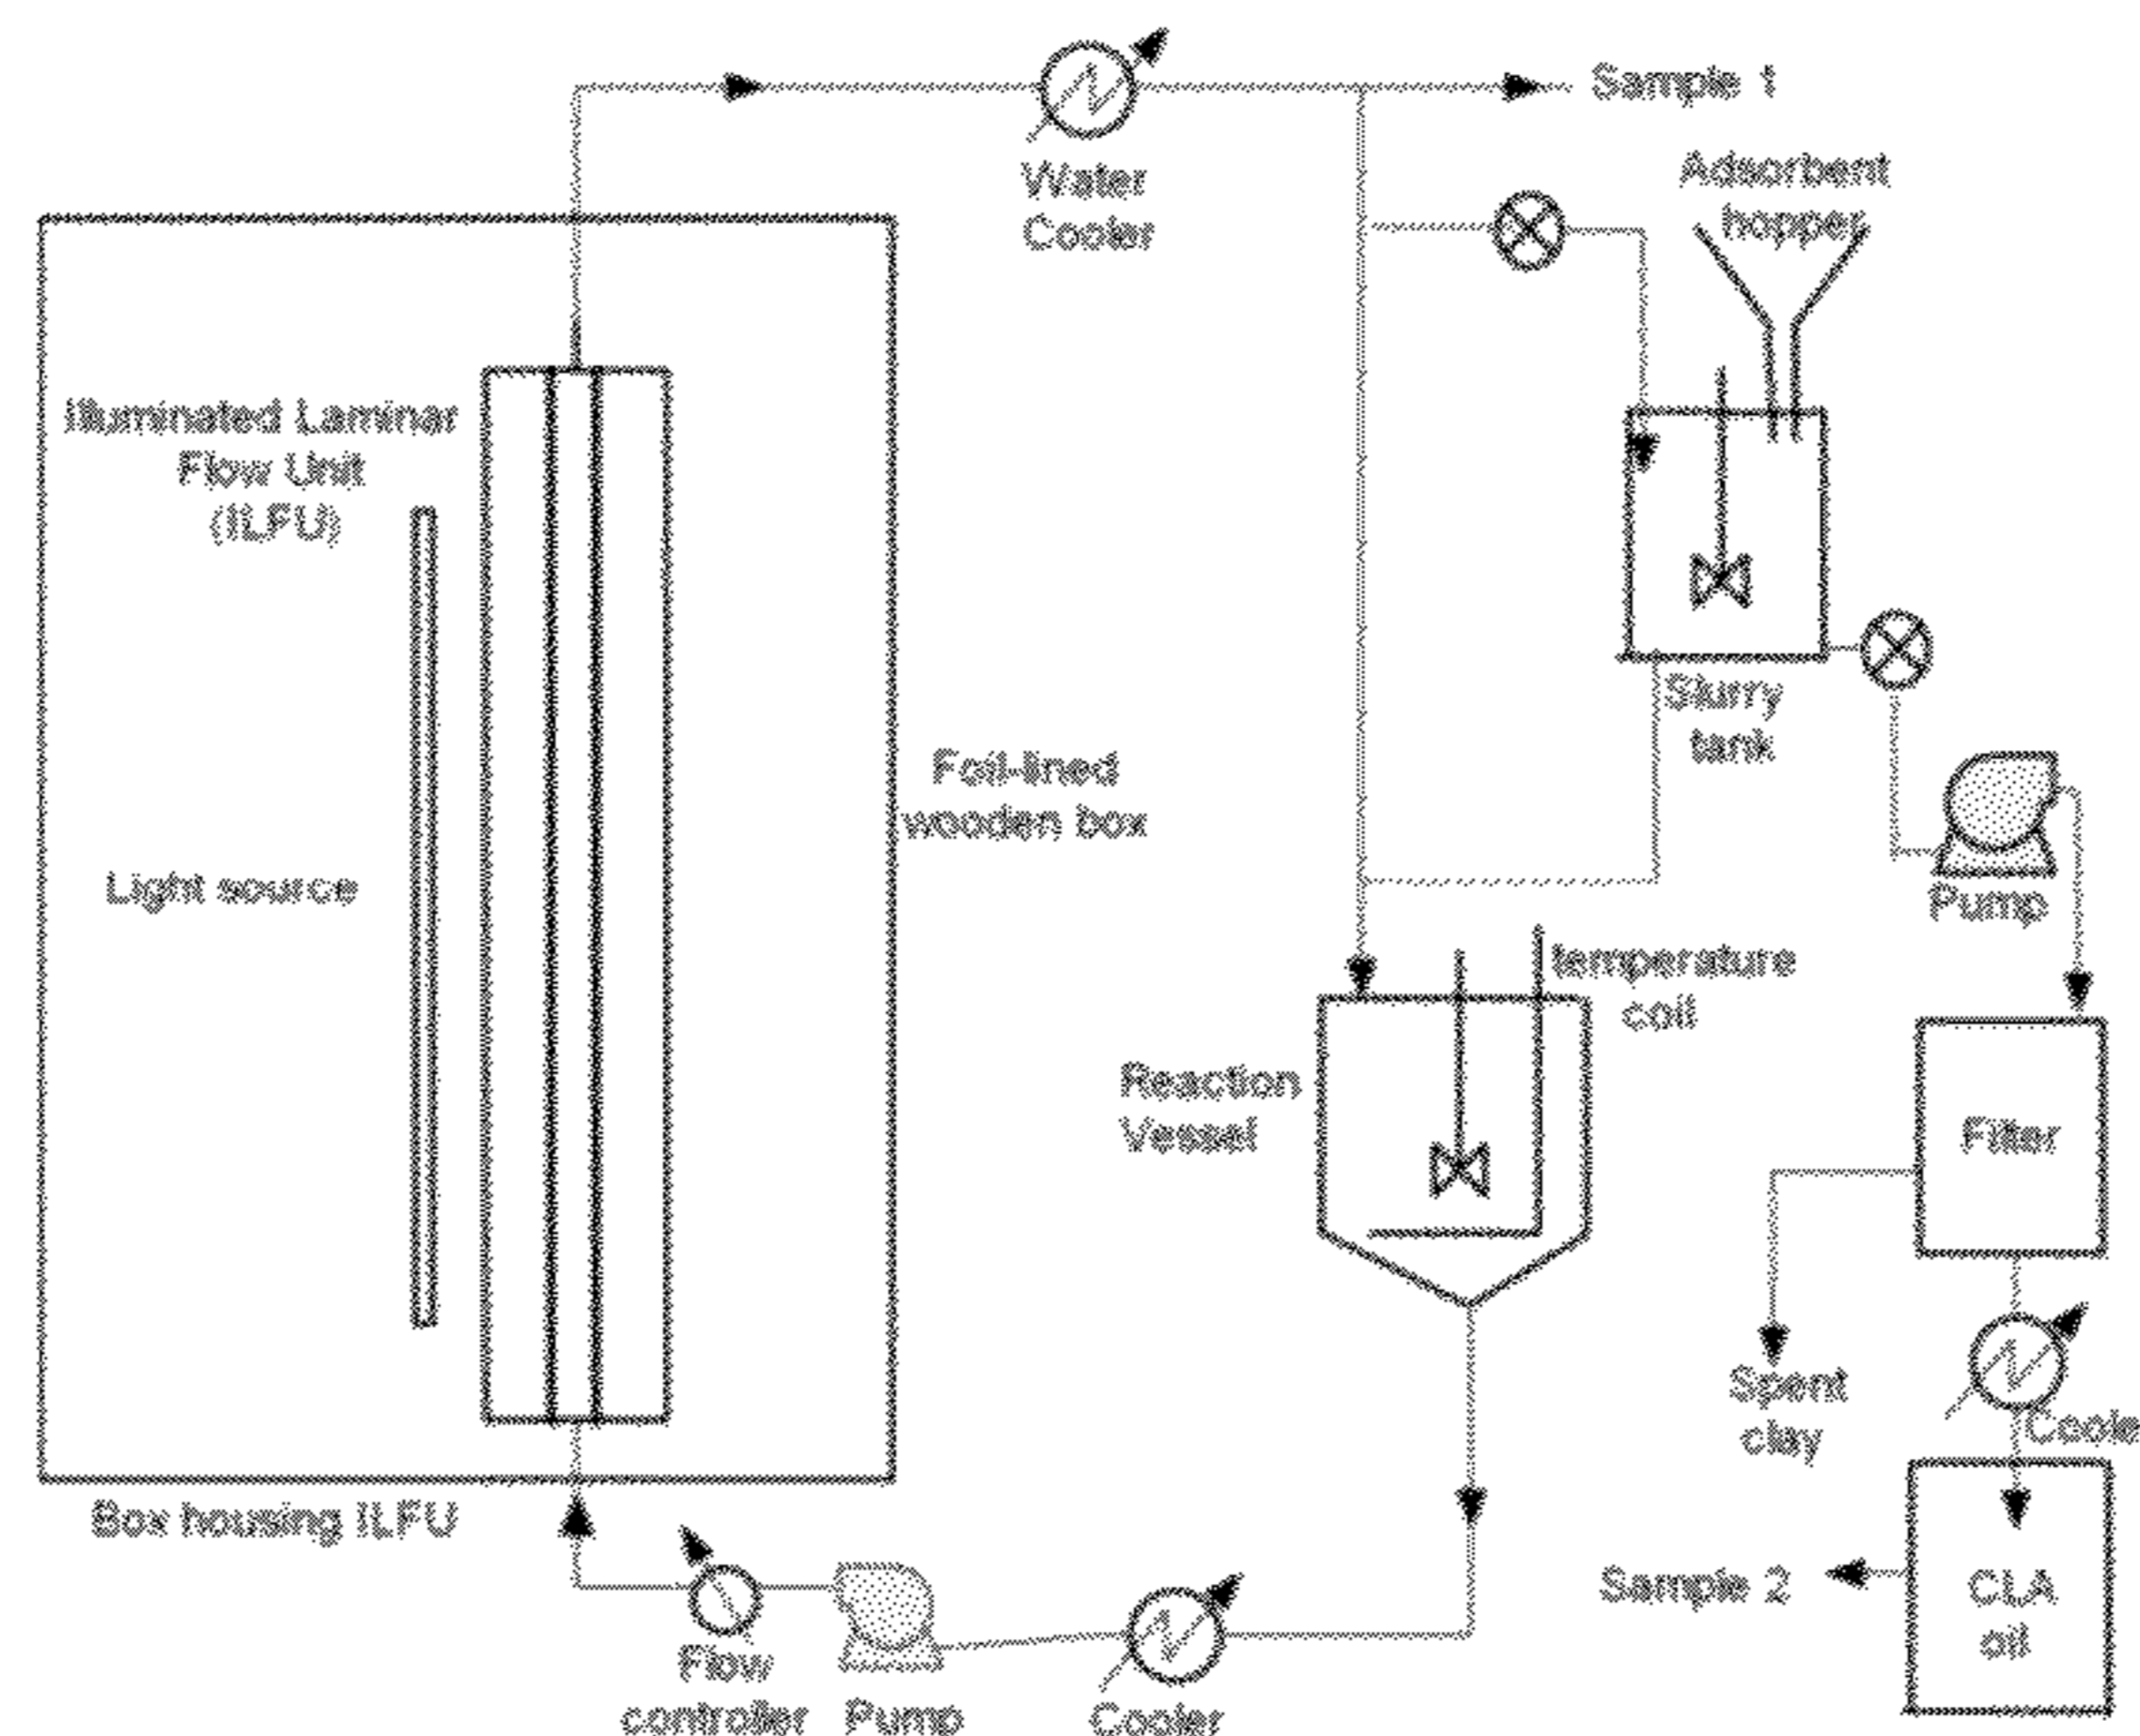 Sample 1
Water
Cooler
Adsorbent
hopper
Illuminated Laminar
Flow Unit
(ILFU)
Slurry
tank
Foil-lined
wooden box
Light source
Pump
temperature
coil
Reaction
Vessel
Filter
Spent
clay
Coole
Box housing ILFU
Sample 2
CLA
oil
Flow
controller
Pump
Cooler